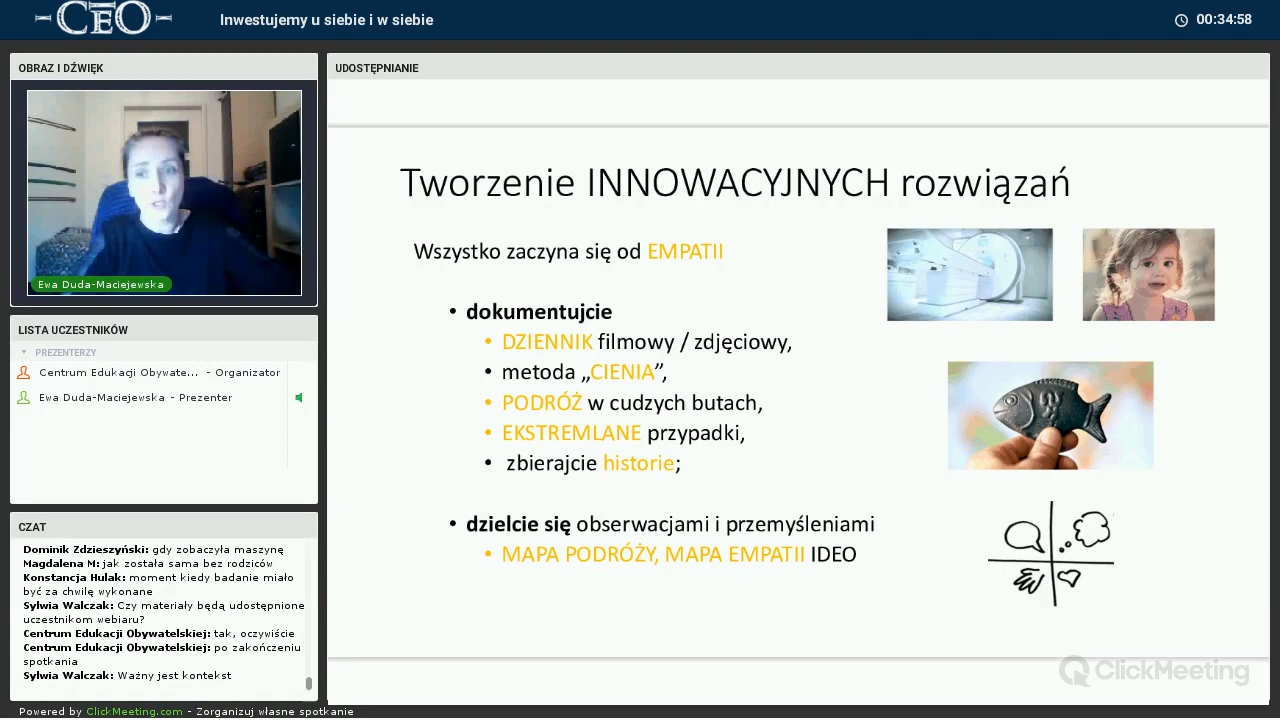 CEO
Inwestujemy u siebie i w siebie
00:34:58
OBRAZ I DŹWIĘK
Ewa Duda-Maciejewska
LISTA UCZESTNIKÓW
PREZENTERZY
Centrum Edukacji Obywate... - Organizator
Ewa Duda-Maciejewska - Prezenter
CZAT
Dominik Zdzieszyński: gdy zobaczyła maszynę
Magdalena M: jak została sama bez rodziców
Konstancja Hulak: moment kiedy badanie miało
być za chwilę wykonane
Sylwia Walczak: Czy materiały będą udostępnione
uczestnikom webiaru?
Centrum Edukacji Obywatelskiej: tak, oczywiście
Centrum Edukacji Obywatelskiej: po zakończeniu
spotkania
Sylwia Walczak: Ważny jest kontekst
UDOSTĘPNIANIE
Tworzenie INNOWACYJNYCH rozwiązań
Wszystko zaczyna się od EMPATII
• dokumentujcie
• DZIENNIK filmowy / zdjęciowy,
• metoda „CIENIA”,
• PODRÓŻ w cudzych butach,
• EKSTREMLANE przypadki,
• zbierajcie historie;
• dzielcie się obserwacjami i przemyśleniami
• MAPA PODRÓŻY, MAPA EMPATII IDEO
ClickMeeting
Powered by ClickMeeting.com - Zorganizuj własne spotkanie